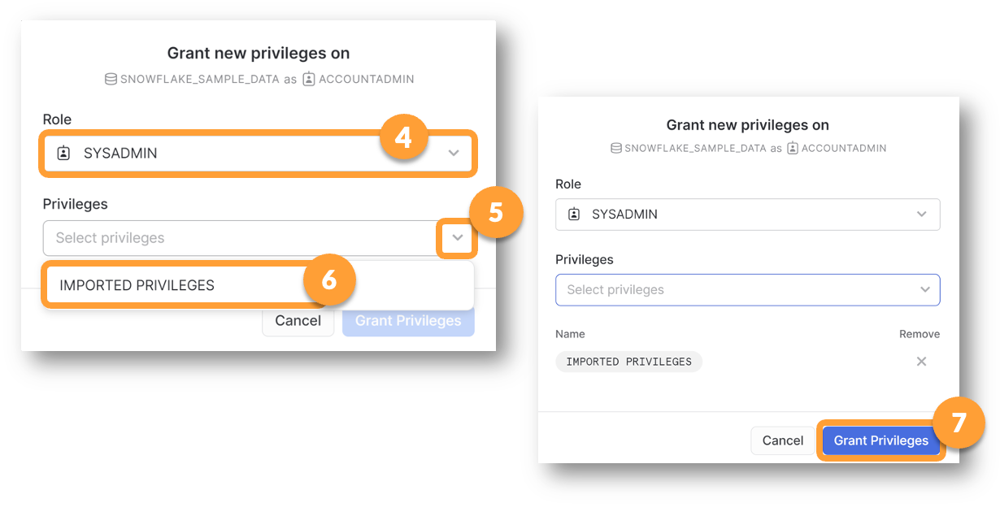 Grant new privileges on
SNOWFLAKE_SAMPLE_DATA as ACCOUNTADMIN
Role
4
SYSADMIN
Privileges
5
Select privileges
6
IMPORTED PRIVILEGES
Cancel Grant Privileges
Grant new privileges on
SNOWFLAKE_SAMPLE_DATA as ACCOUNTADMIN
Role
SYSADMIN
Privileges
Select privileges
Name Remove
IMPORTED PRIVILEGES
7
Cancel Grant Privileges